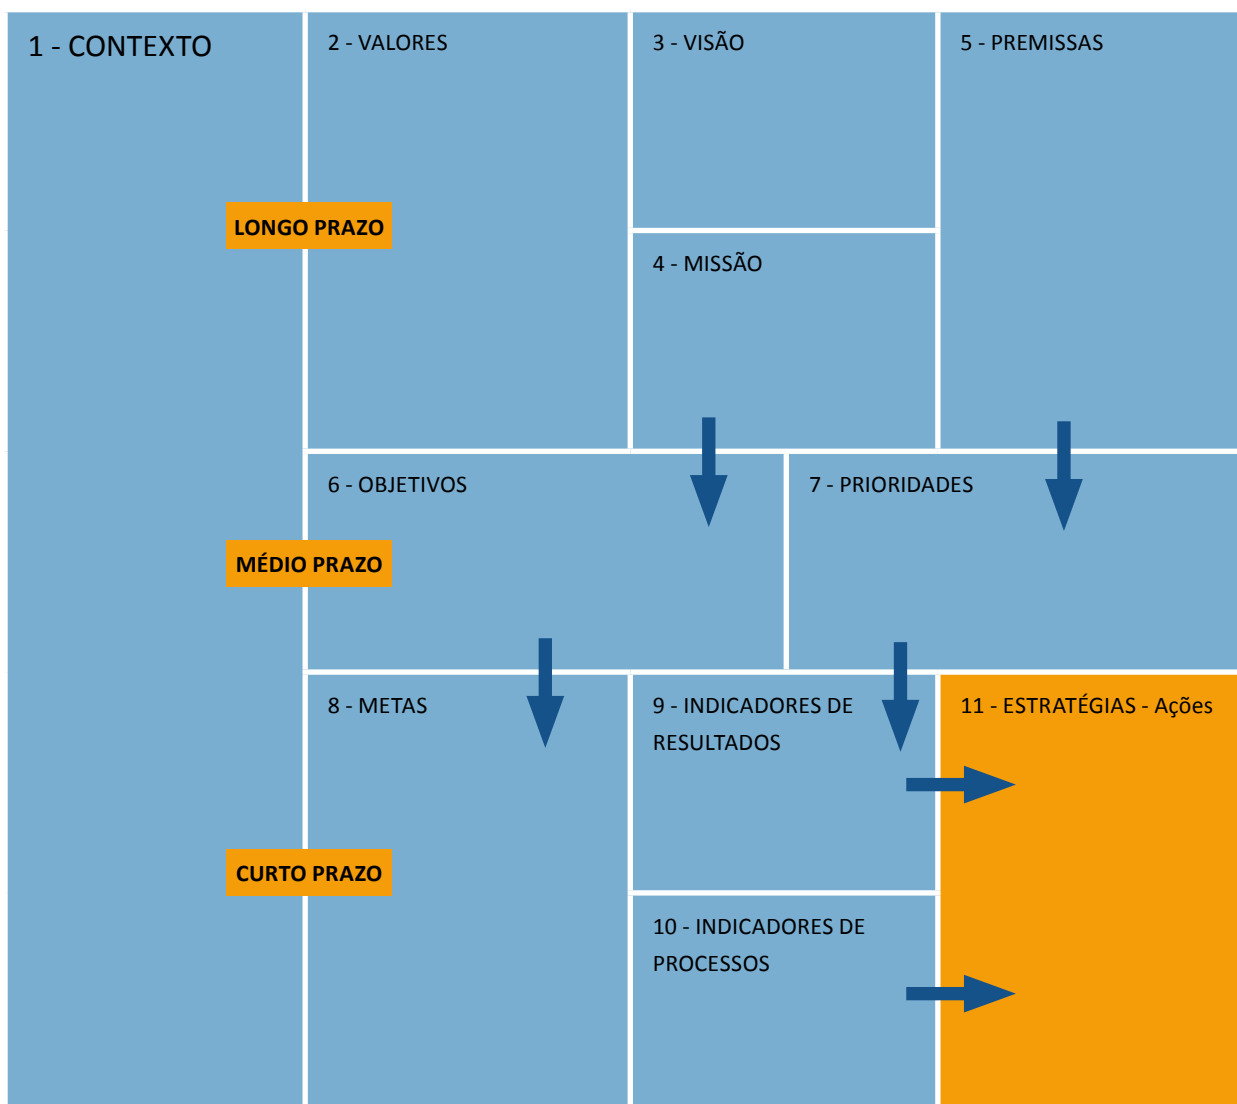 1 - CONTEXTO
2 - VALORES
3 - VISÃO
5 - PREMISSAS
LONGO PRAZO
4 - MISSÃO
6 - OBJETIVOS
7 - PRIORIDADES
MÉDIO PRAZO
8 - METAS
9 - INDICADORES DE
RESULTADOS
11 - ESTRATÉGIAS - Ações
CURTO PRAZO
10 - INDICADORES DE
PROCESSOS